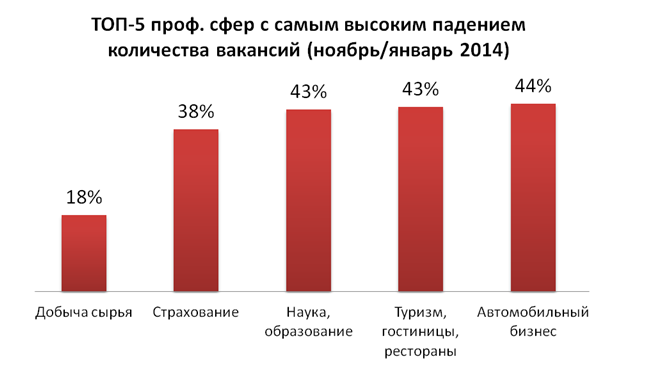 ТОП-5 проф. сфер с самым высоким падением
количества вакансий (ноябрь/январь 2014)
18%
38%
43%
43%
44%
Добыча сырья
Страхование
Наука,
образование
Туризм,
гостиницы,
рестораны
Автомобильный
бизнес